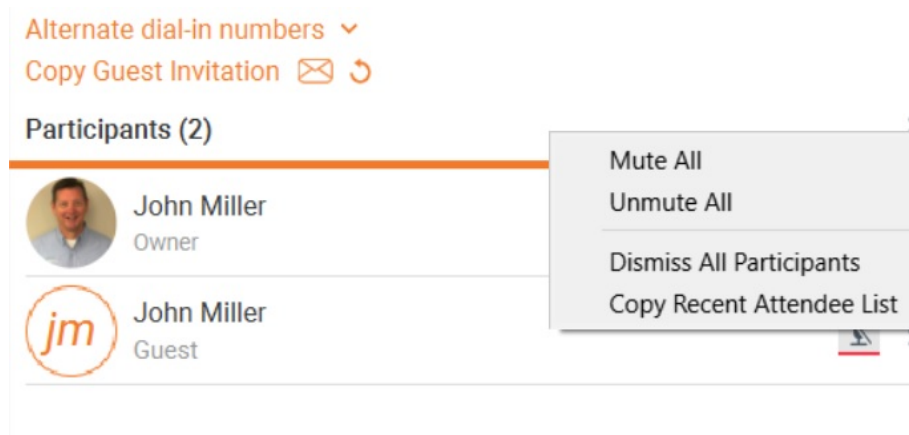 Alternate dial-in numbers
Copy Guest Invitation
Participants (2)
Mute All
Unmute All
Dismiss All Participants
Copy Recent Attendee List
John Miller
Owner
jm
John Miller
Guest